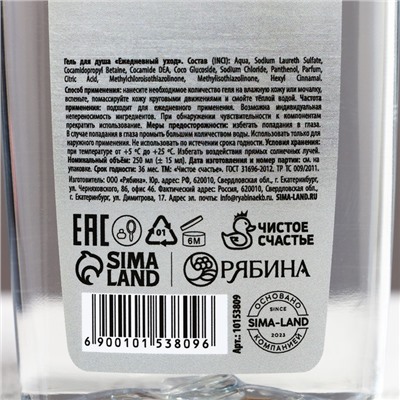 Гель для душа «Ежедневный уход». Состав (INCI): Aqua, Sodium Laureth Sulfate,
Cocamidopropyl Betaine, Cocamide DEA, Coco Glucoside, Sodium Chloride, Panthenol, Parfum,
Citric Acid, Methylchloroisothiazolinone, Methylisothiazolinone, Hexyl Cinnamal.
Способ применения: нанесите необходимое количество геля на влажную кожу или мочалку,
вспеньте, помассируйте кожу круговыми движениями и смойте тёплой водой. Частота
применения: подходит для ежедневного применения. Возможна индивидуальная
непереносимость ингредиентов. При обнаружении чувствительности к компонентам
прекратить использование. Меры предосторожности: избегать попадания в глаза.
В случае попадания в глаза промыть большим количеством воды. Использовать только для
наружного применения. Не использовать по истечении срока годности. Условия хранения:
при температуре от +5 до +25 °C. Избегать воздействия прямых солнечных лучей.
Номинальный объём: 250 мл (± 15 мл). Дата изготовления и номер партии: см. на
упаковке. Срок годности: 36 мес. ТМ: «Чистое счастье». ГОСТ 31696-2012. ТР ТС 009/2011.
Изготовитель: ООО «Рябина». Юр. адрес: РФ, 620010, Свердловская обл., г. Екатеринбург,
ул. Черняховского, 86, офис 46. Фактический адрес: Россия, 620010, Свердловская обл.,
г. Екатеринбург, ул. Димитрова, 17. Адрес эл. почты: info@ryabinaekb.ru. SIMA-LAND.RU
EAC
01
6M
ЧИСТОЕ
СЧАСТЬЕ
SIMA
LAND
РЯБИНА
6 900101 538096
Арт.: 10153809
ОСНОВАНО
SINCE
SIMA-LAND
2023
КОМПАНИЕЙ